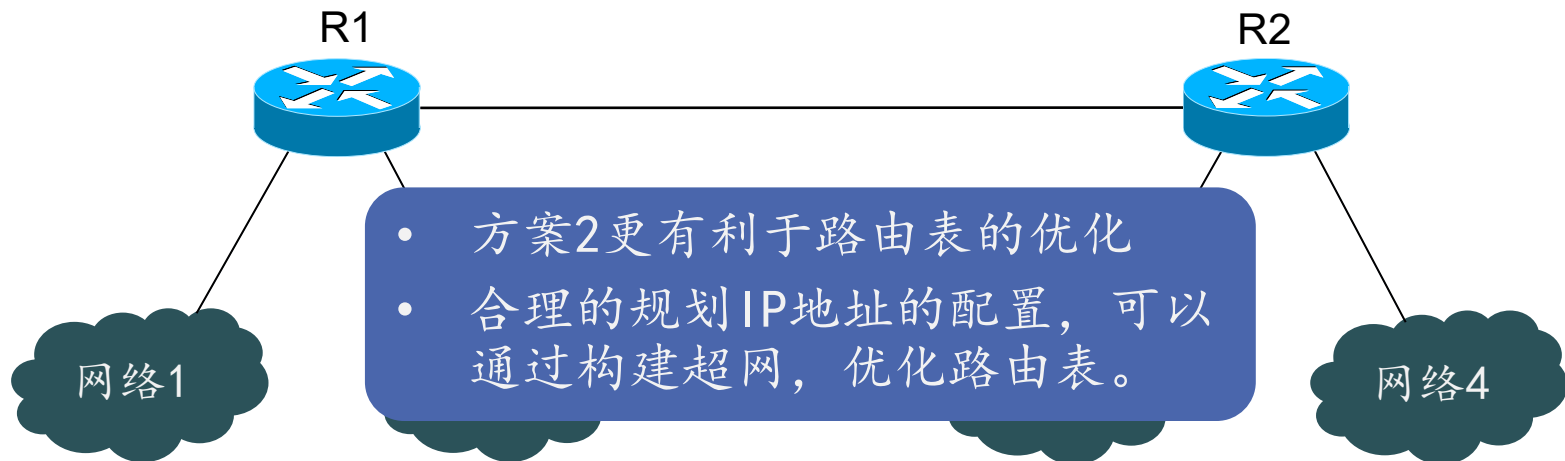 R1
R2
• 方案2更有利于路由表的优化
• 合理的规划IP地址的配置，可以
通过构建超网，优化路由表。
网络1
网络4